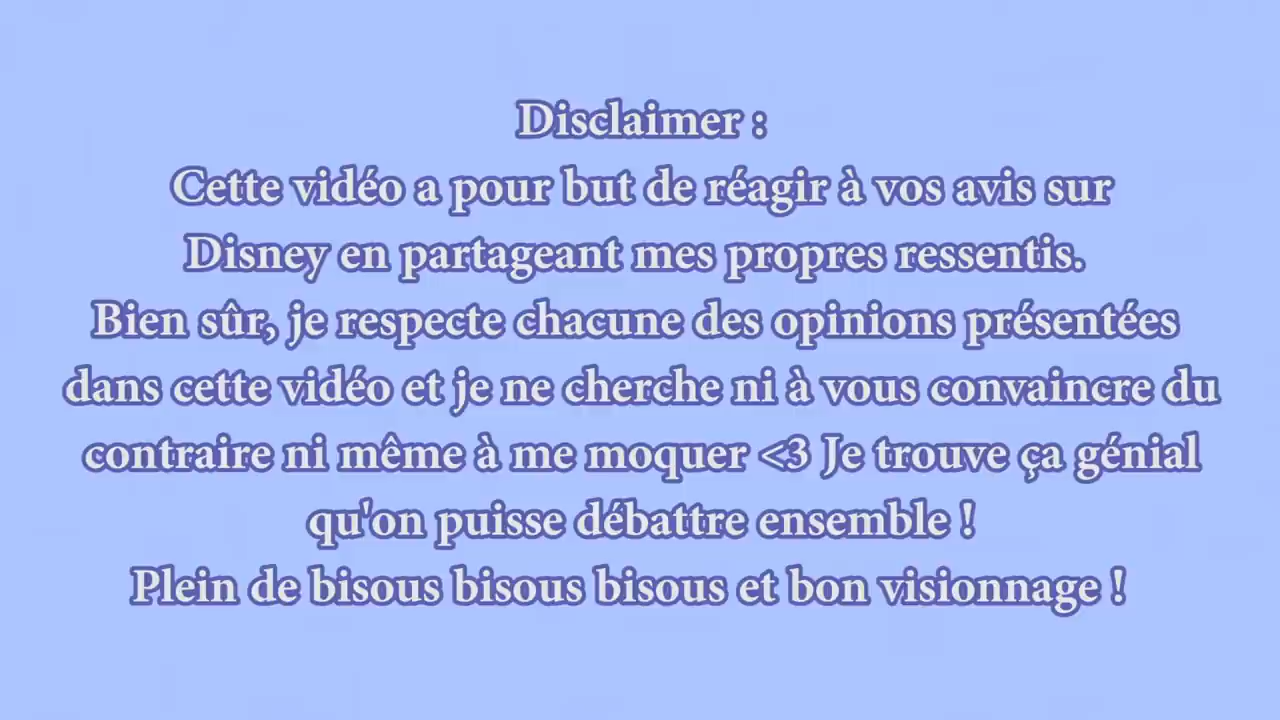 Disclaimer :
Cette vidéo a pour but de réagir à vos avis sur
Disney en partageant mes propres ressentis.
Bien sûr, je respecte chacune des opinions présentées
dans cette vidéo et je ne cherche ni à vous convaincre du
contraire ni même à me moquer <3 Je trouve ça génial
qu'on puisse débattre ensemble !
Plein de bisous bisous bisous et bon visionnage !